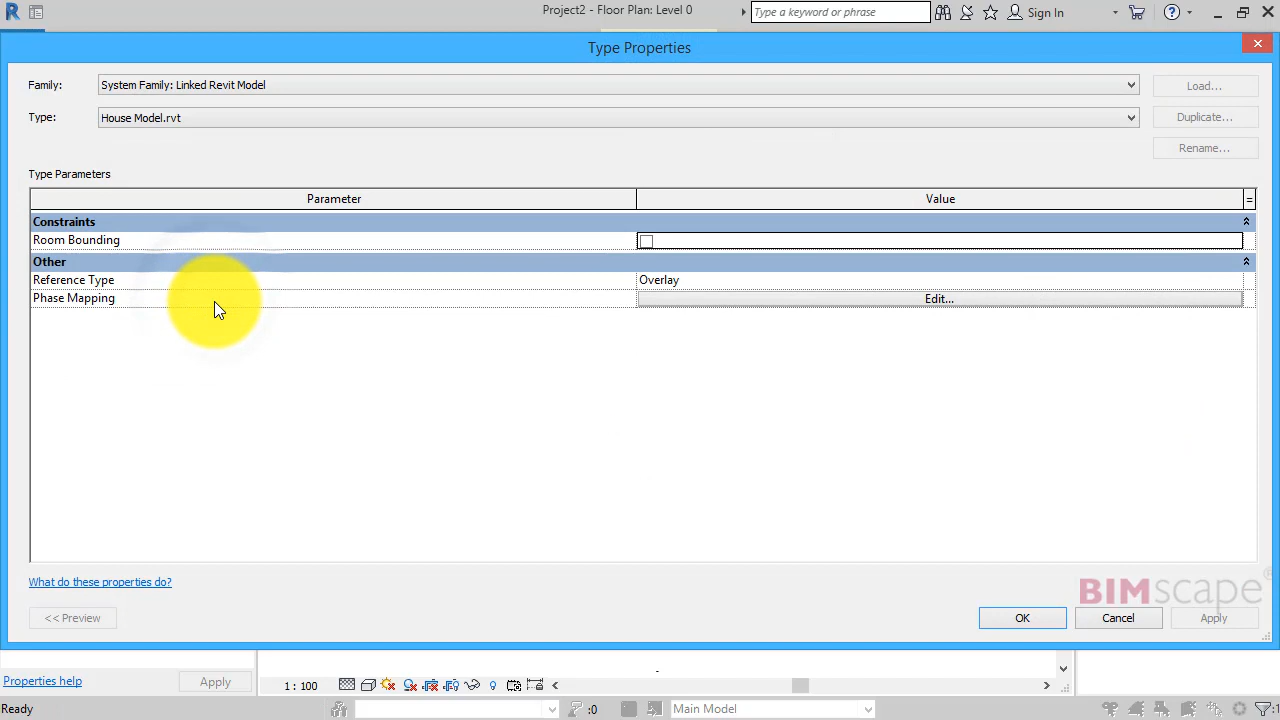 Project2 - Floor Plan: Level 0
Type a keyword or phrase
Sign In
Type Properties
Family:
System Family: Linked Revit Model
Load...
Type:
House Model.rvt
Duplicate...
Rename...
Type Parameters
Parameter
Value
=
Constraints
Room Bounding
Other
Reference Type
Overlay
Phase Mapping
Edit...
What do these properties do?
BIMscape®
<< Preview
OK
Cancel
Apply
Properties help
Apply
1 : 100
Ready
:0
Main Model
:1